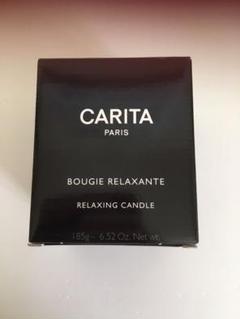 CARITA
PARIS
BOUGIE RELAXANTE
RELAXING CANDLE
185g - 6.52 Oz. Net wt.